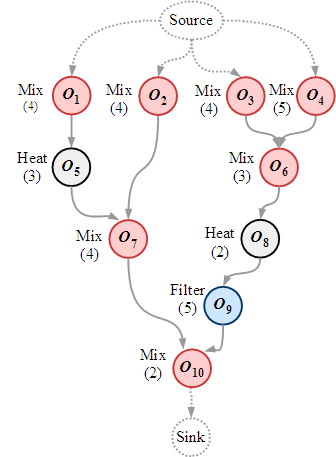 Source
Mix
(4)
O1
Mix
(4)
O2
Mix
(4)
O3
Mix
(5)
O4
Heat
(3)
O5
Mix
(3)
O6
Mix
(4)
O7
Heat
(2)
O8
Filter
(5)
O9
Mix
(2)
O10
Sink